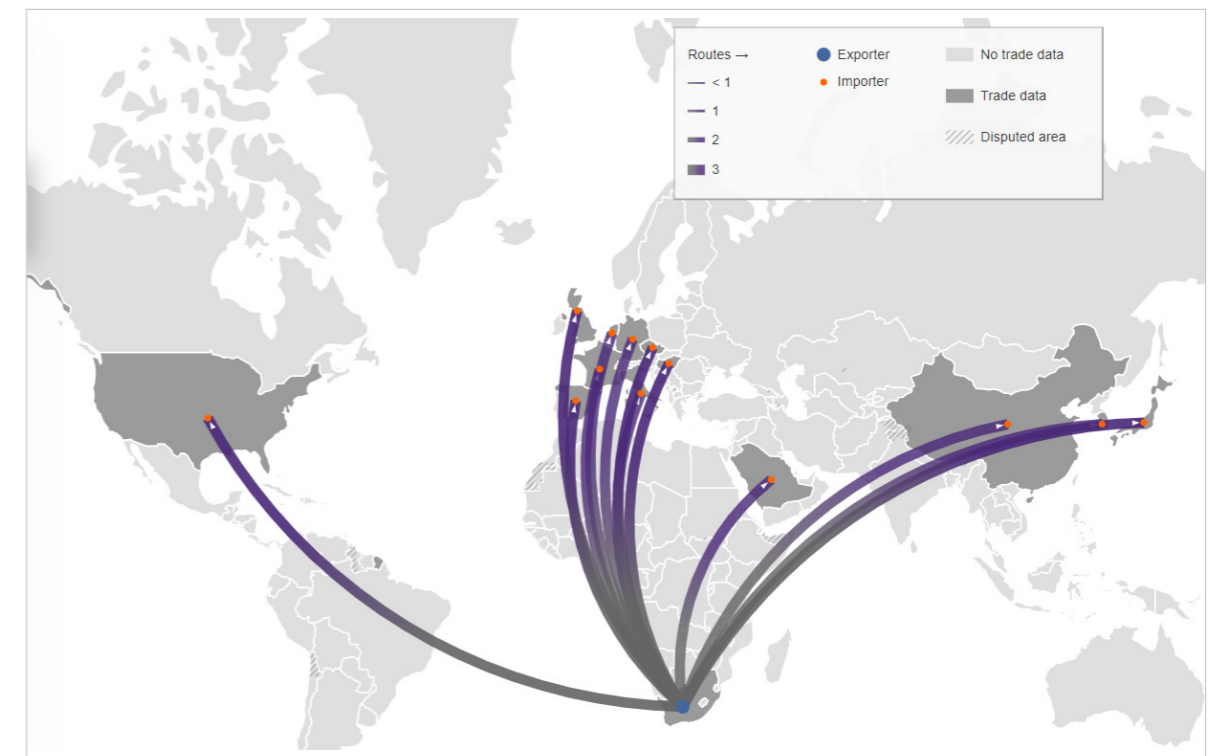 Routes →
< 1
1
2
3
Exporter
Importer
No trade data
Trade data
Disputed area